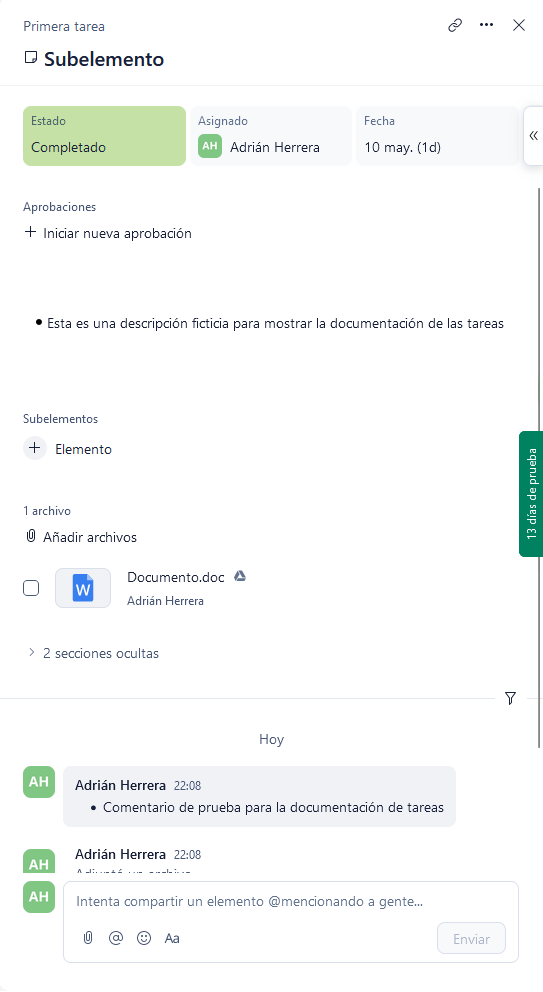 Primera tarea
Subelemento
Estado
Completado
Asignado
AH Adrián Herrera
Fecha
10 may. (1d)
Aprobaciones
Iniciar nueva aprobación
• Esta es una descripción ficticia para mostrar la documentación de las tareas
Subelementos
Elemento
13 días de prueba
1 archivo
Añadir archivos
W
Documento.doc
Adrián Herrera
2 secciones ocultas
Hoy
AH
Adrián Herrera 22:08
• Comentario de prueba para la documentación de tareas
AH
Adrián Herrera 22:08
Adjuntó un archivo
AH
Intenta compartir un elemento @mencionando a gente...
@ Aa
Enviar